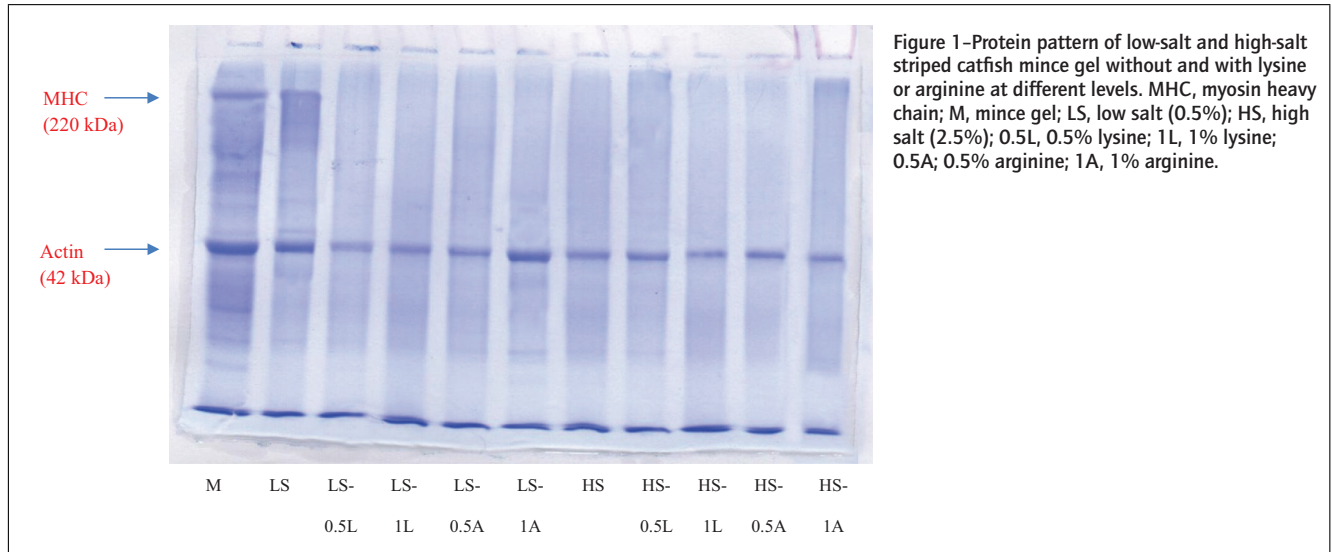 MHC
(220 kDa)
Actin
(42 kDa)
M LS LS- LS- LS- LS- HS HS- HS- HS- HS-
0.5L 1L 0.5A 1A 0.5L 1L 0.5A 1A
Figure 1–Protein pattern of low-salt and high-salt
striped catfish mince gel without and with lysine
or arginine at different levels. MHC, myosin heavy
chain; M, mince gel; LS, low salt (0.5%); HS, high
salt (2.5%); 0.5L, 0.5% lysine; 1L, 1% lysine;
0.5A; 0.5% arginine; 1A, 1% arginine.